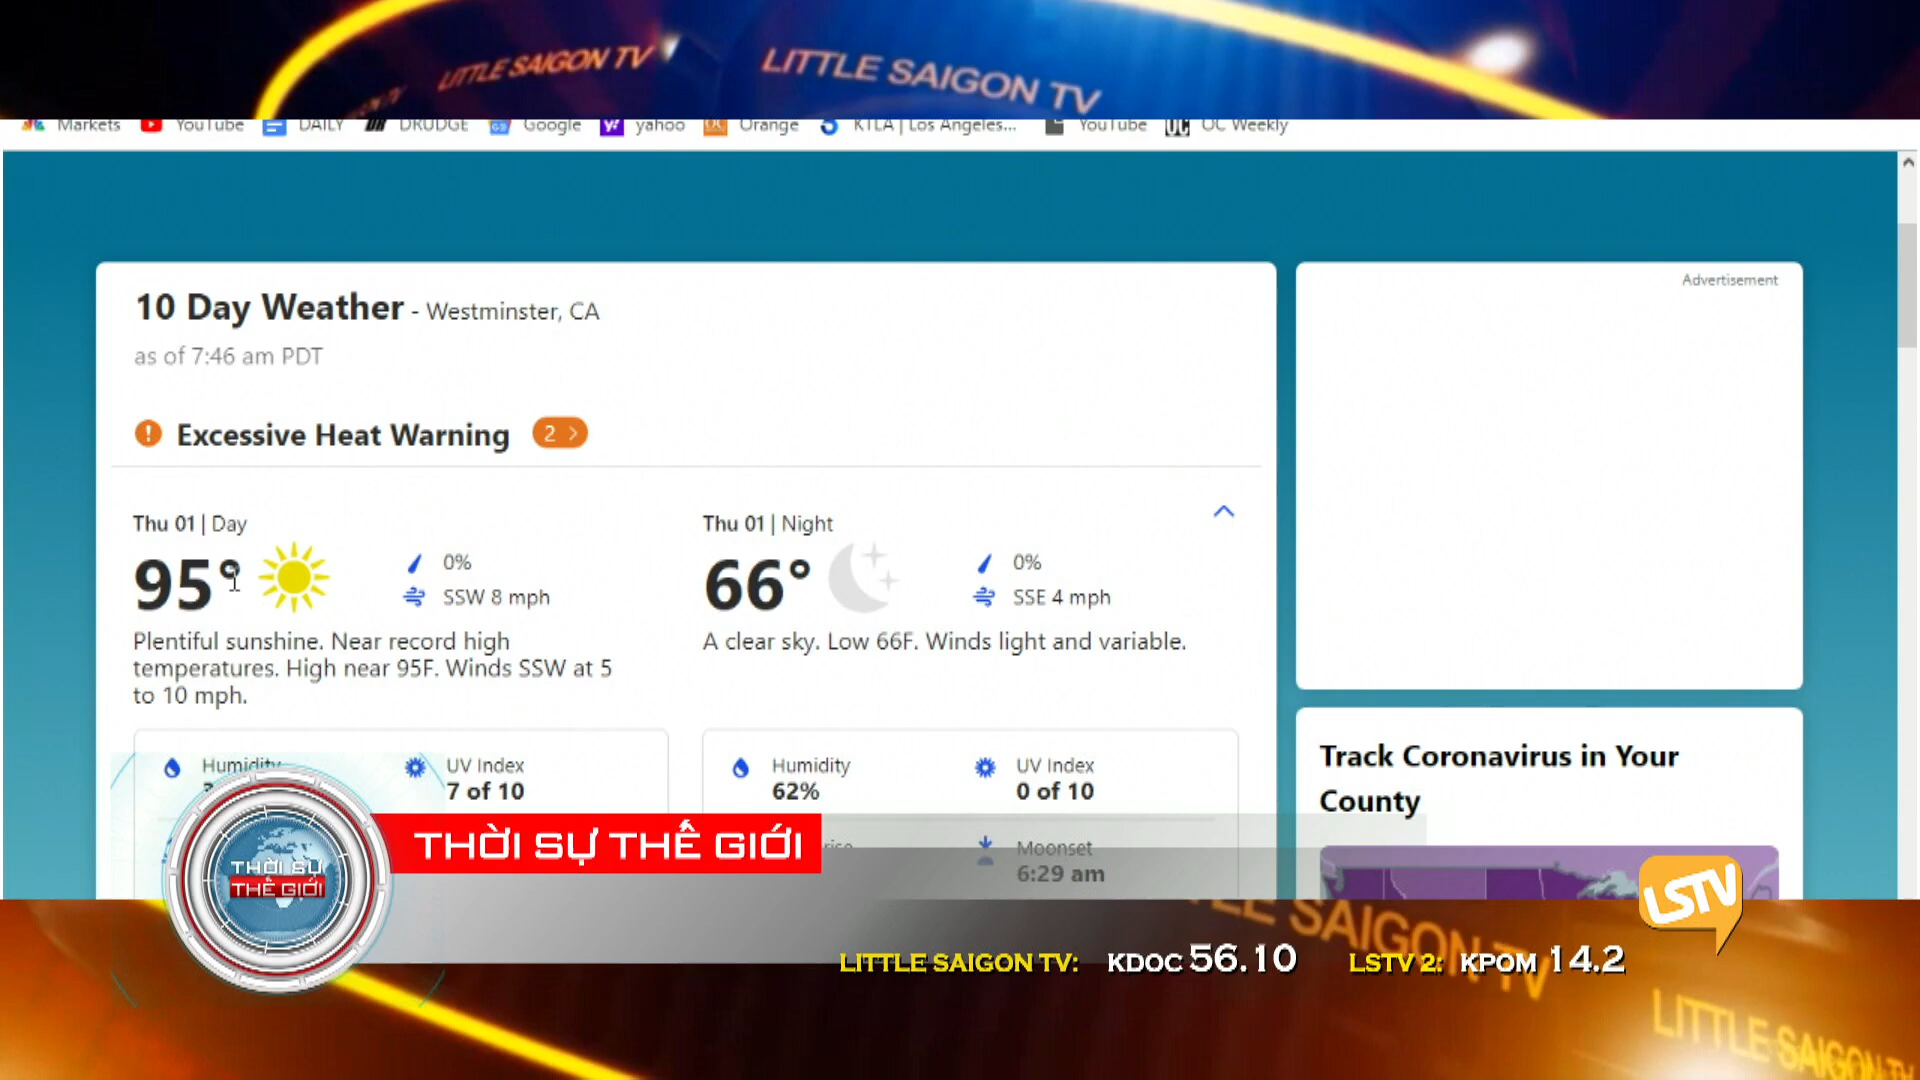 LITTLE SAIGON TV
LITTLE SAIGON TV
Markets YouTube DAILY DRUDGE Google yahoo Orange KTLA | Los Angeles... YouTube OC Weekly
Advertisement
10 Day Weather - Westminster, CA
as of 7:46 am PDT
Excessive Heat Warning 2 >
Thu 01 | Day
95°
0%
SSW 8 mph
Plentiful sunshine. Near record high
temperatures. High near 95F. Winds SSW at 5
to 10 mph.
Thu 01 | Night
66°
0%
SSE 4 mph
A clear sky. Low 66F. Winds light and variable.
Humidity
UV Index
7 of 10
Humidity
62%
UV Index
0 of 10
Moonset
6:29 am
Track Coronavirus in Your
County
THỜI SỰ THẾ GIỚI
THỜI SỰ
THẾ GIỚI
LSTV
LITTLE SAIGON TV: KDOC 56.10 LSTV 2: KPOM 14.2
SAIGON TV
LITTLE SAIGON TV